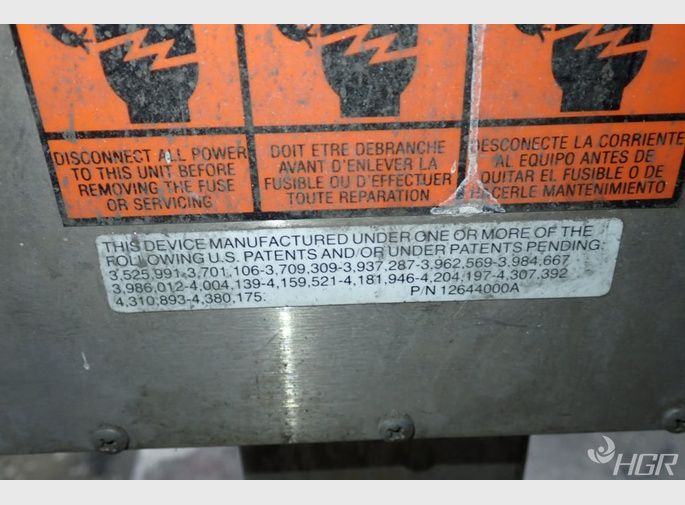 DISCONNECT ALL POWER
TO THIS UNIT BEFORE
REMOVING THE FUSE
OR SERVICING
DOIT ETRE DEBRANCHE
AVANT D'ENLEVER LA
FUSIBLE OU D'EFFECTUER
TOUTE REPARATION
DESCONECTE LA CORRIENTE
AL EQUIPO ANTES DE
QUITAR EL FUSIBLE O DE
HACERLE MANTENIMIENTO
THIS DEVICE MANUFACTURED UNDER ONE OR MORE OF THE
FOLLOWING U.S. PATENTS AND/OR UNDER PATENTS PENDING:
3,525,991-3,701,106-3,709,309-3,937,287-3,962,569-3,984,667
3,986,012-4,004,139-4,159,521-4,181,946-4,204,197-4,307,392
4,310,893-4,380,175: P/N 12644000A
HGR